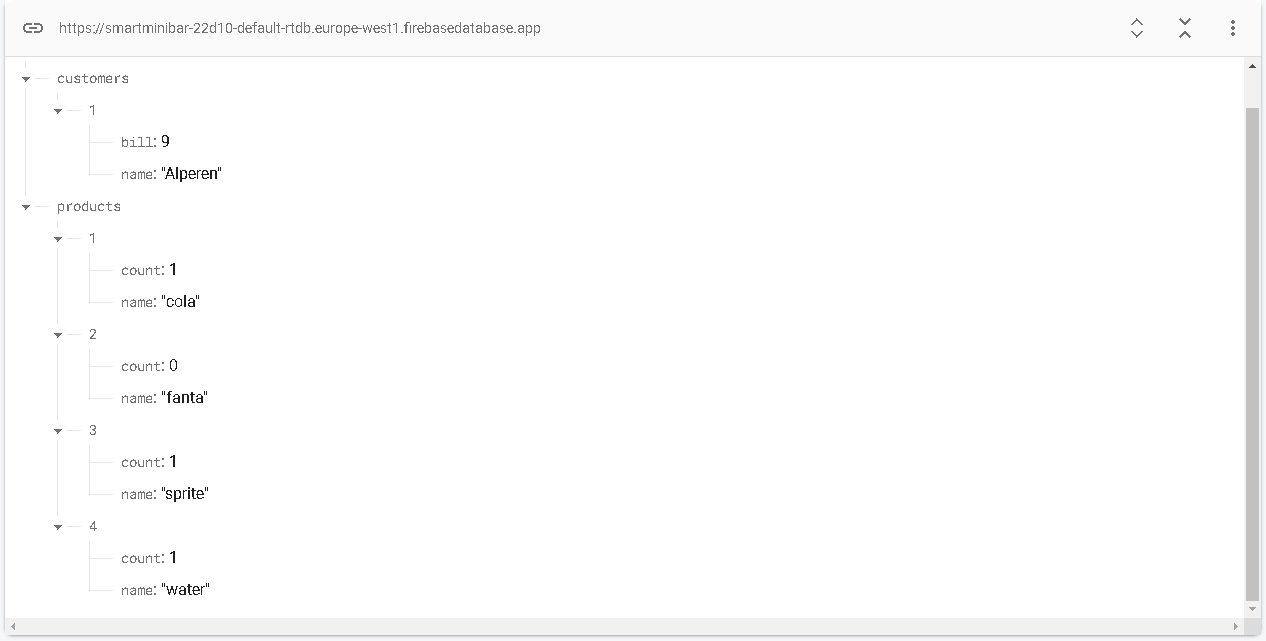 https://smartminibar-22d10-default-rtdb.europe-west1.firebasedatabase.app
customers
1
bill: 9
name: "Alperen"
products
1
count: 1
name: "cola"
2
count: 0
name: "fanta"
3
count: 1
name: "sprite"
4
count: 1
name: "water"